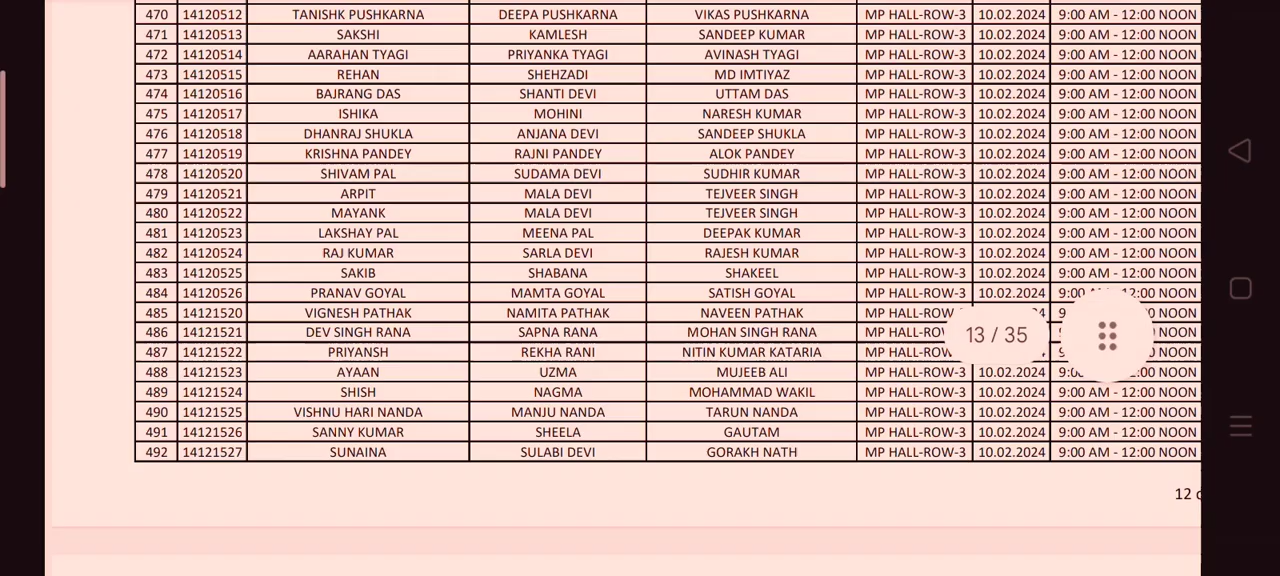 470 14120512 TANISHK PUSHKARNA DEEPA PUSHKARNA VIKAS PUSHKARNA MP HALL-ROW-3 10.02.2024 9:00 AM - 12:00 NOON
471 14120513 SAKSHI KAMLESH SANDEEP KUMAR MP HALL-ROW-3 10.02.2024 9:00 AM - 12:00 NOON
472 14120514 AARAHAN TYAGI PRIYANKA TYAGI AVINASH TYAGI MP HALL-ROW-3 10.02.2024 9:00 AM - 12:00 NOON
473 14120515 REHAN SHEHZADI MD IMTIYAZ MP HALL-ROW-3 10.02.2024 9:00 AM - 12:00 NOON
474 14120516 BAJRANG DAS SHANTI DEVI UTTAM DAS MP HALL-ROW-3 10.02.2024 9:00 AM - 12:00 NOON
475 14120517 ISHIKA MOHINI NARESH KUMAR MP HALL-ROW-3 10.02.2024 9:00 AM - 12:00 NOON
476 14120518 DHANRAJ SHUKLA ANJANA DEVI SANDEEP SHUKLA MP HALL-ROW-3 10.02.2024 9:00 AM - 12:00 NOON
477 14120519 KRISHNA PANDEY RAJNI PANDEY ALOK PANDEY MP HALL-ROW-3 10.02.2024 9:00 AM - 12:00 NOON
478 14120520 SHIVAM PAL SUDAMA DEVI SUDHIR KUMAR MP HALL-ROW-3 10.02.2024 9:00 AM - 12:00 NOON
479 14120521 ARPIT MALA DEVI TEJVEER SINGH MP HALL-ROW-3 10.02.2024 9:00 AM - 12:00 NOON
480 14120522 MAYANK MALA DEVI TEJVEER SINGH MP HALL-ROW-3 10.02.2024 9:00 AM - 12:00 NOON
481 14120523 LAKSHAY PAL MEENA PAL DEEPAK KUMAR MP HALL-ROW-3 10.02.2024 9:00 AM - 12:00 NOON
482 14120524 RAJ KUMAR SARLA DEVI RAJESH KUMAR MP HALL-ROW-3 10.02.2024 9:00 AM - 12:00 NOON
483 14120525 SAKIB SHABANA SHAKEEL MP HALL-ROW-3 10.02.2024 9:00 AM - 12:00 NOON
484 14120526 PRANAV GOYAL MAMTA GOYAL SATISH GOYAL MP HALL-ROW-3 10.02.2024 9:00 NOON
485 14121520 VIGNESH PATHAK NAMITA PATHAK NAVEEN PATHAK MP NOON
486 14121521 DEV SINGH RANA SAPNA RANA MOHAN SINGH RANA MP NOON
13 / 35
487 14121522 PRIYANSH REKHA RANI NITIN KUMAR KATARIA MP NOON
488 14121523 AYAAN UZMA MUJEEB ALI MP HALL-ROW-3 10.02.2024 NOON
489 14121524 SHISH NAGMA MOHAMMAD WAKIL MP HALL-ROW-3 10.02.2024 9:00 AM - 12:00 NOON
490 14121525 VISHNU HARI NANDA MANJU NANDA TARUN NANDA MP HALL-ROW-3 10.02.2024 9:00 AM - 12:00 NOON
491 14121526 SANNY KUMAR SHEELA GAUTAM MP HALL-ROW-3 10.02.2024 9:00 AM - 12:00 NOON
492 14121527 SUNAINA SULABI DEVI GORAKH NATH MP HALL-ROW-3 10.02.2024 9:00 AM - 12:00 NOON
12